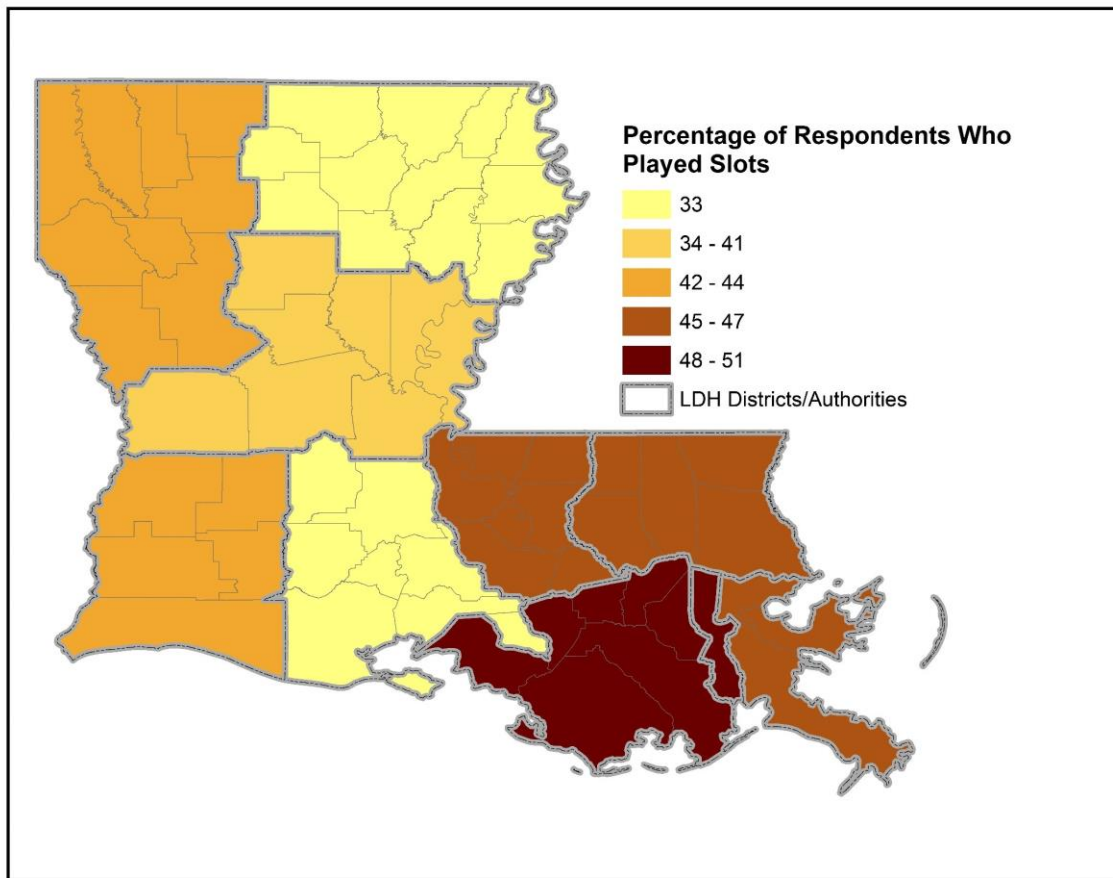 Percentage of Respondents Who
Played Slots
33
34 - 41
42 - 44
45 - 47
48 - 51
LDH Districts/Authorities